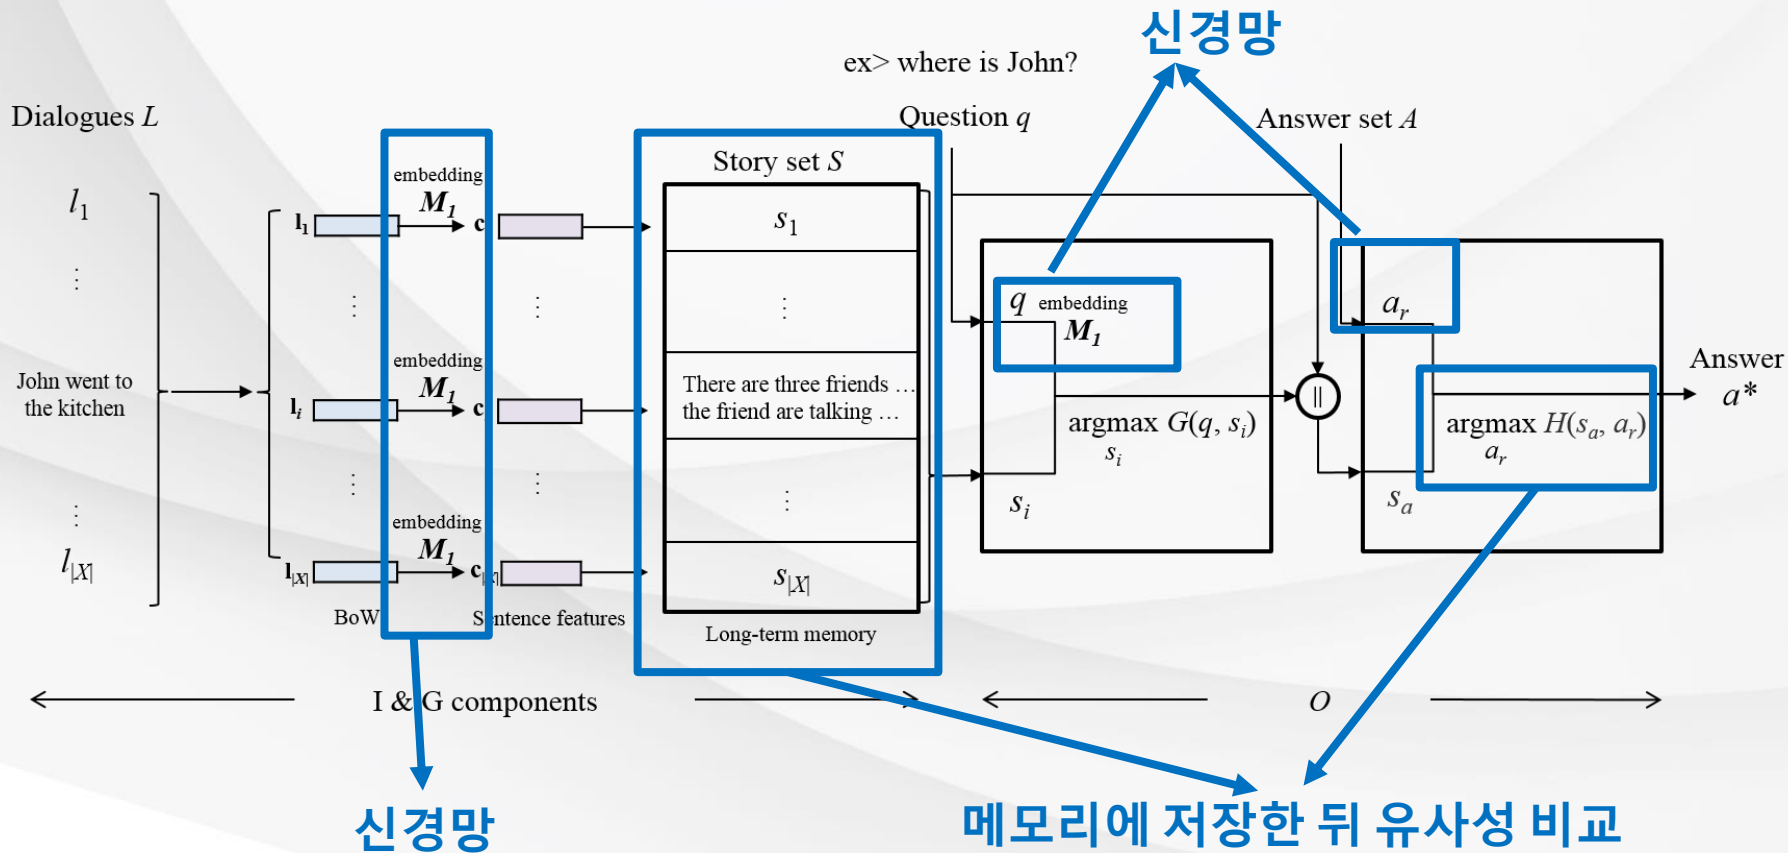 신경망
ex> where is John?
Dialogues L
Question q
Answer set A
Story set S
l₁
⋮
John went to
the kitchen
⋮
l|X|
l₁
embedding
M₁
c
⋮
⋮
lᵢ
embedding
M₁
c
⋮
⋮
l|X|
embedding
M₁
c|X|
BoW
Sentence features
s₁
⋮
There are three friends …
the friend are talking …
⋮
s|X|
Long-term memory
q
embedding
M₁
argmax G(q, sᵢ)
sᵢ
sᵢ
||
aᵣ
argmax H(sₐ, aᵣ)
aᵣ
sₐ
Answer
a*
I & G components
O
신경망
메모리에 저장한 뒤 유사성 비교